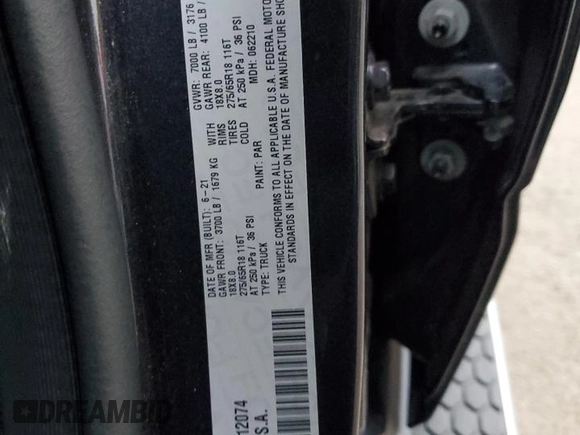 DATE OF MFR (BUILT): 6-21 GVWR: 7000 LB / 3176
GAWR FRONT: 3700 LB / 1679 KG WITH GAWR REAR: 4100 LB /
18X8.0 RIMS 18X8.0
275/65R18 116T TIRES 275/65R18 116T
AT 250 kPa / 36 PSI COLD AT 250 kPa / 36 PSI
TYPE: TRUCK PAINT: PAR MDH: 062210
THIS VEHICLE CONFORMS TO ALL APPLICABLE U.S.A. FEDERAL MOTO
STANDARDS IN EFFECT ON THE DATE OF MANUFACTURE SHO
12074
S.A.
DREAMBID